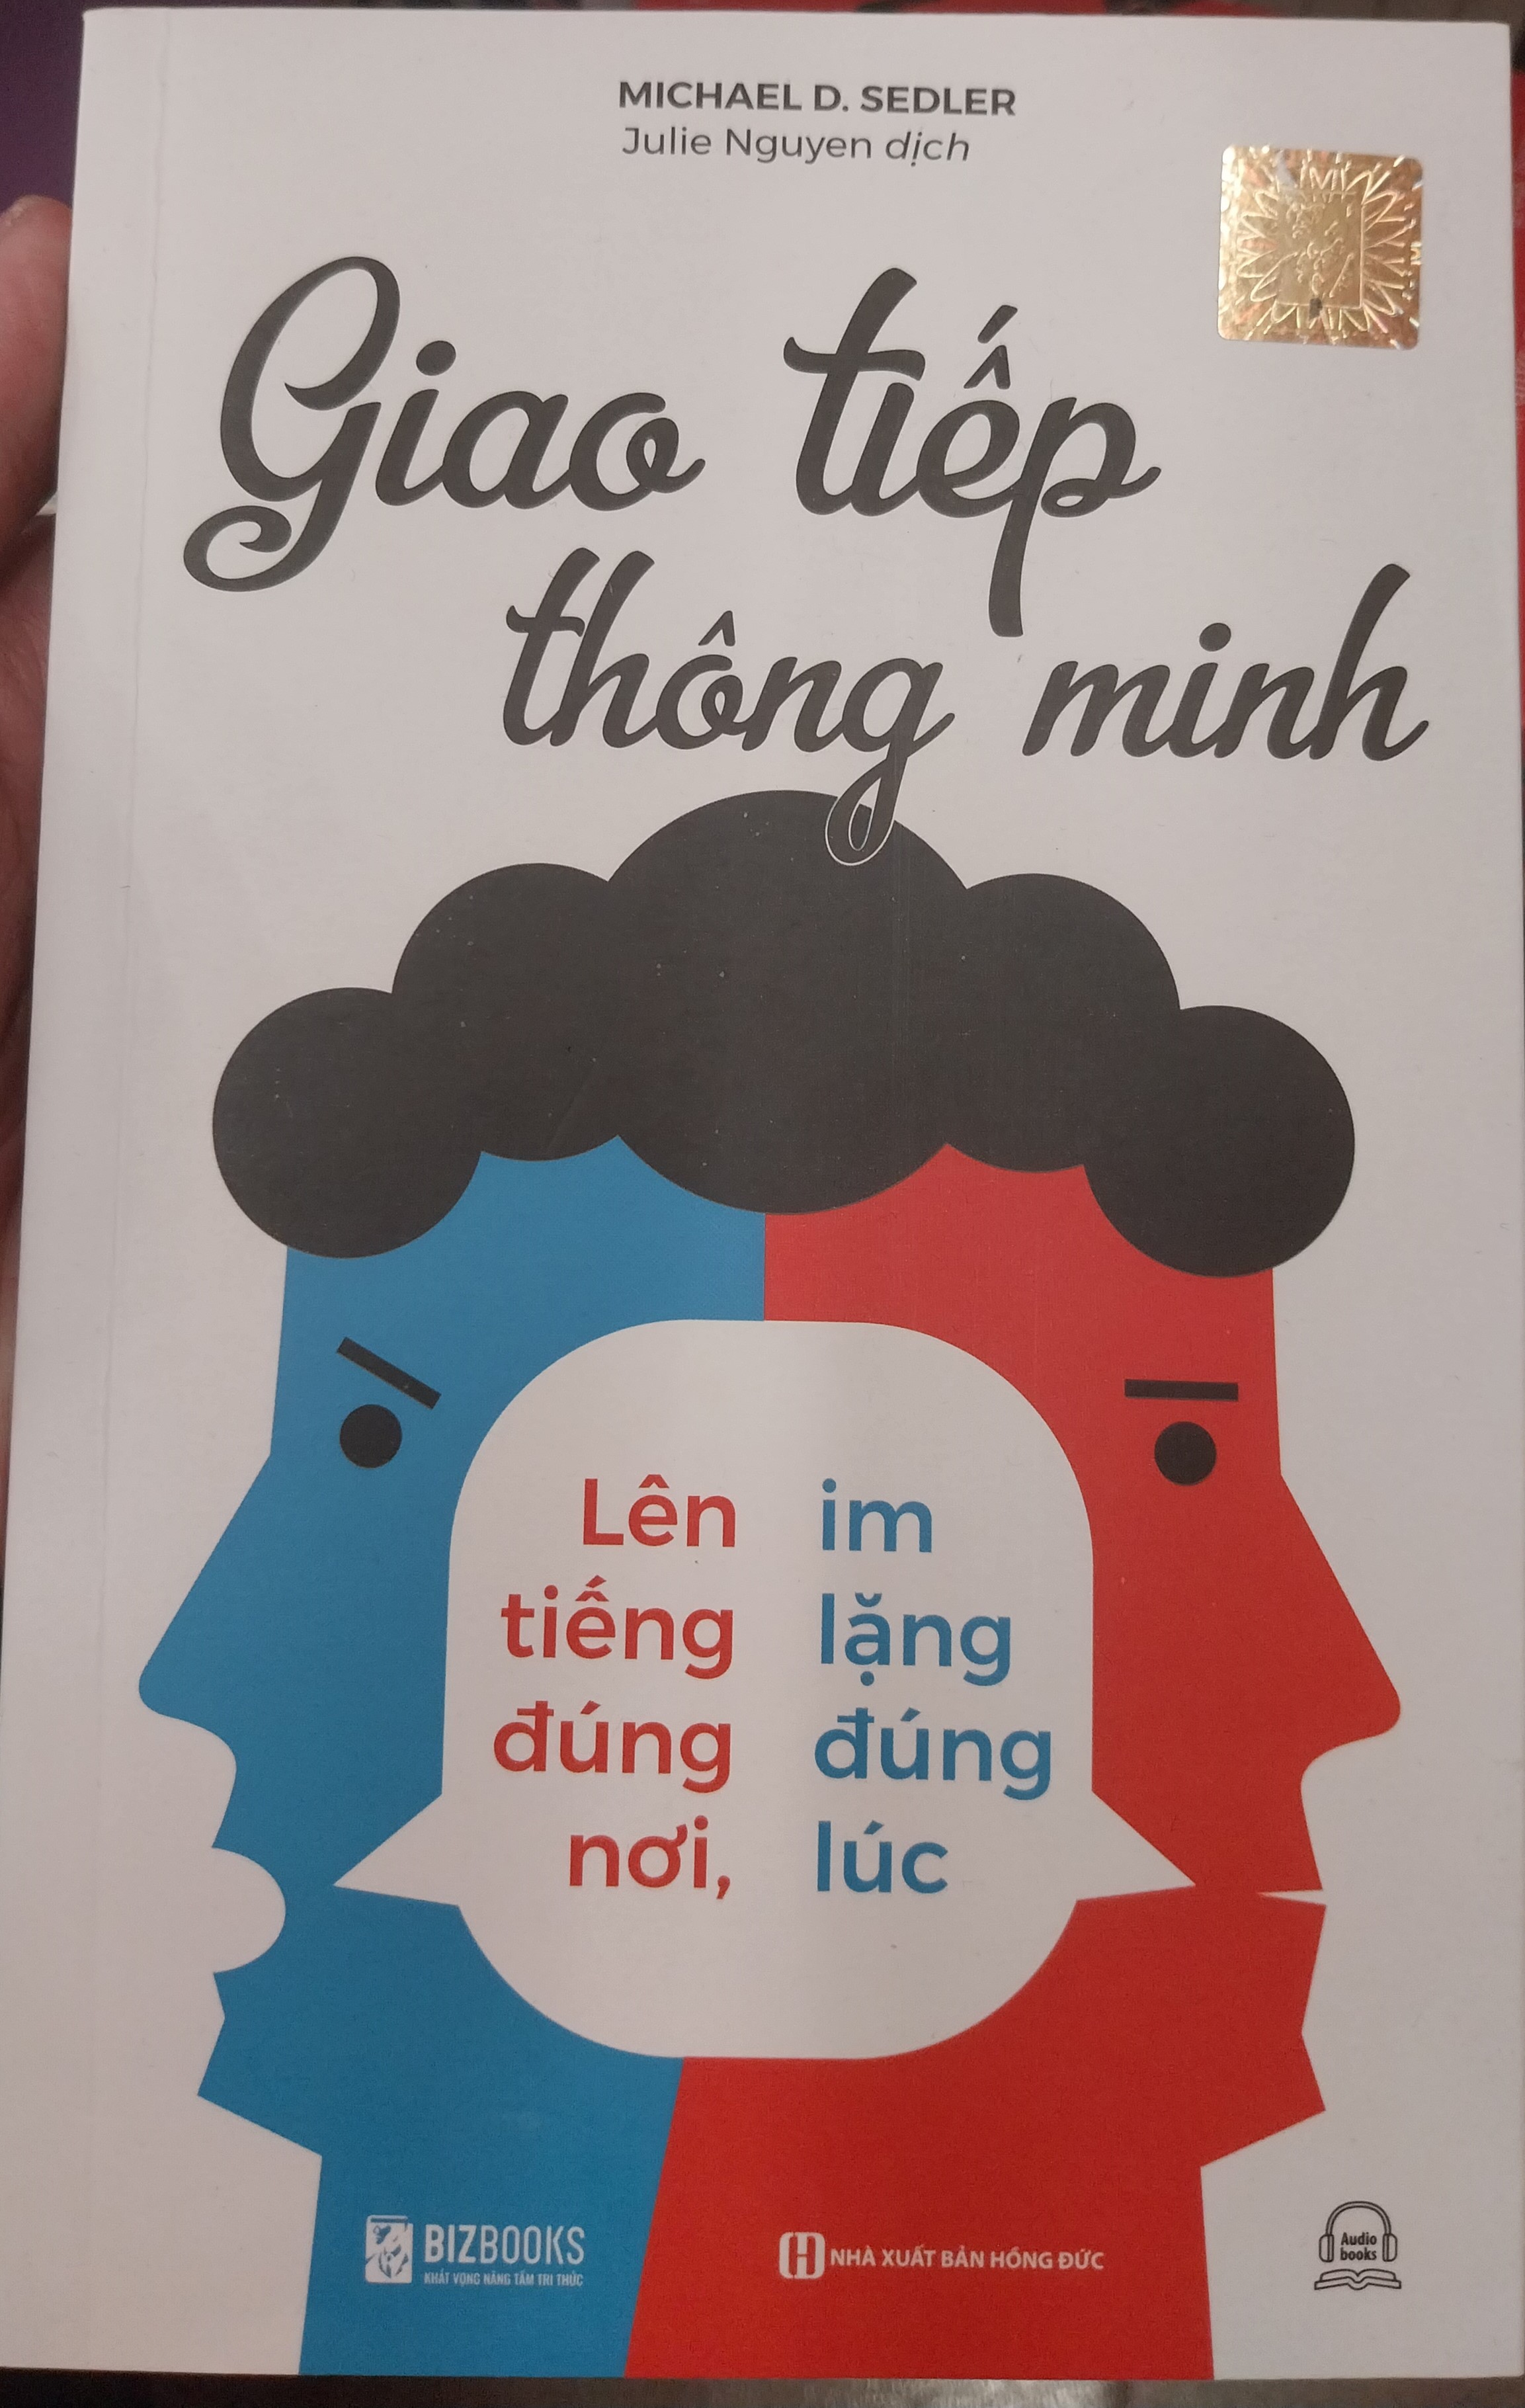 MICHAEL D. SEDLER
Julie Nguyen dịch
Giao tiếp
thông minh
Lên
tiếng
đúng
nơi,
im
lặng
đúng
lúc
BIZBOOKS
KHÁT VỌNG NÂNG TẦM TRI THỨC
NHÀ XUẤT BẢN HỒNG ĐỨC
Audio
books